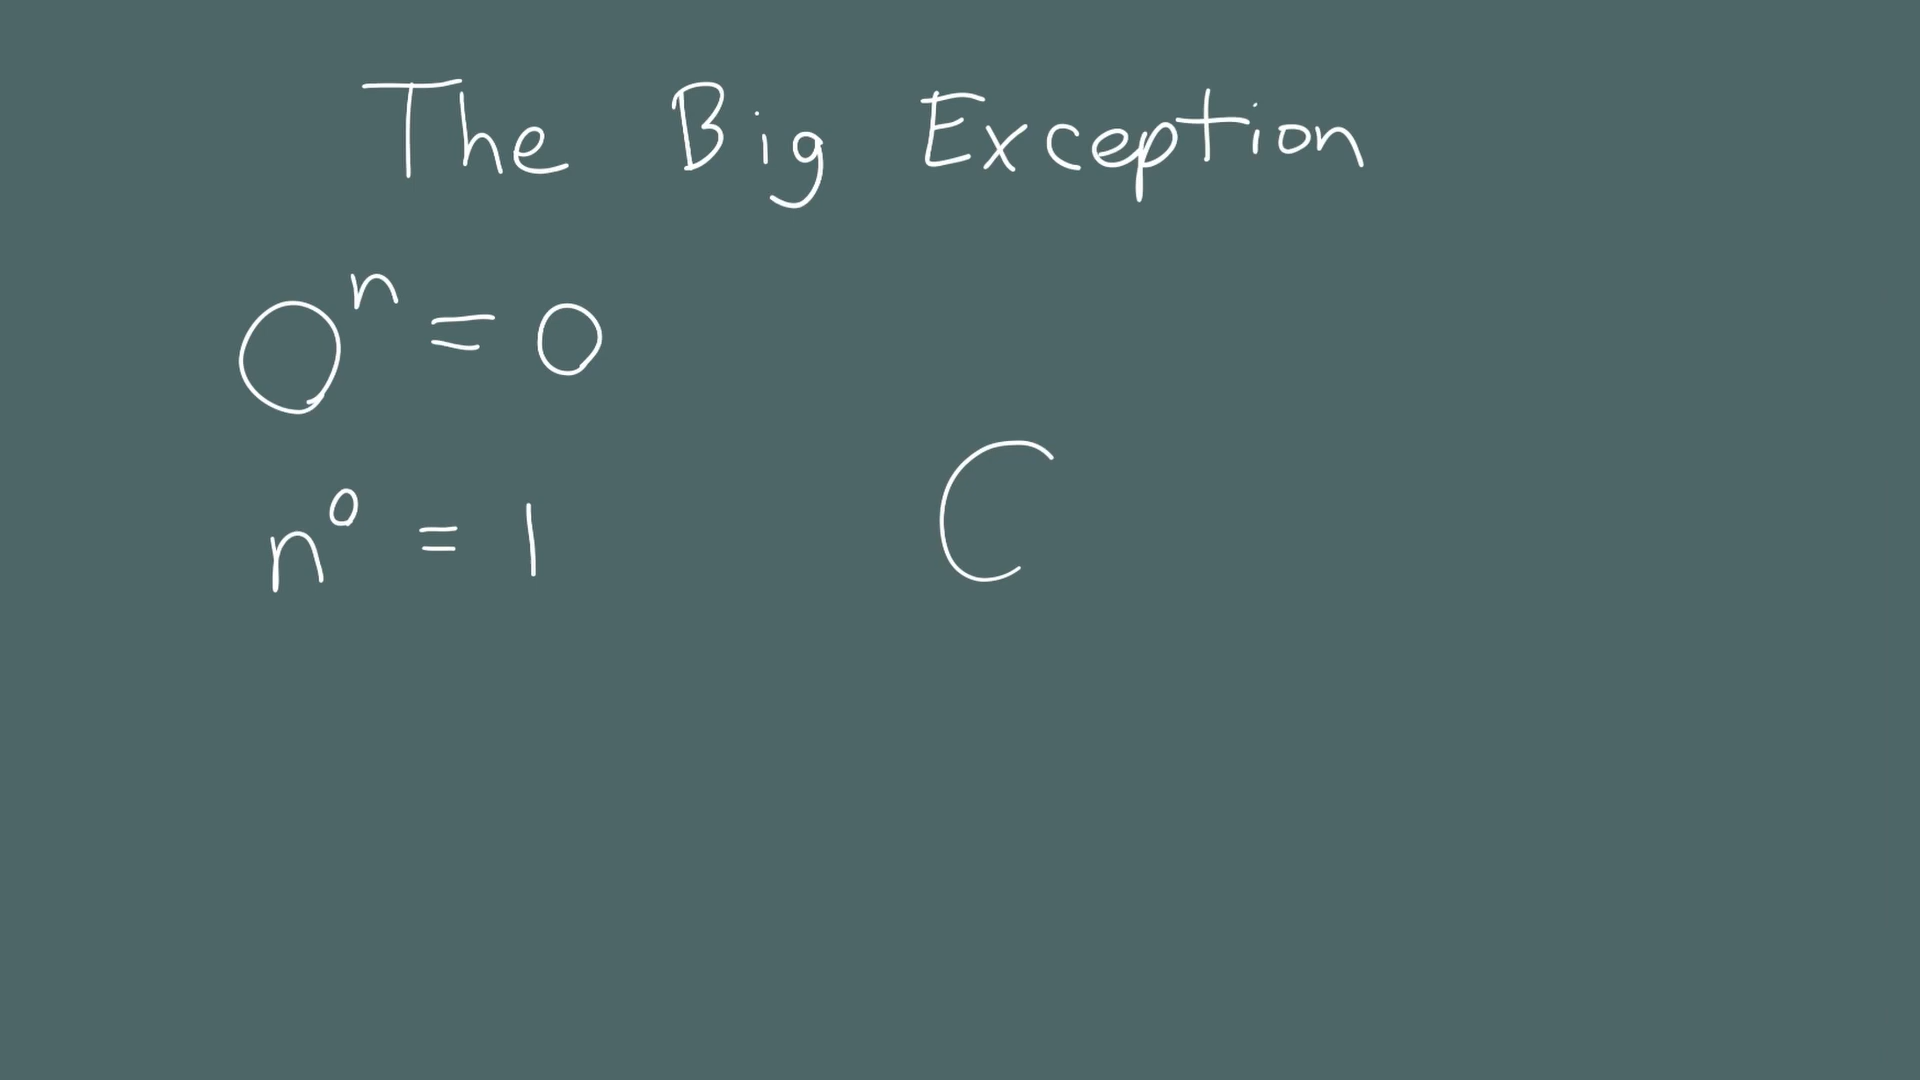 The Big Exception
0ⁿ = 0
n⁰ = 1
C